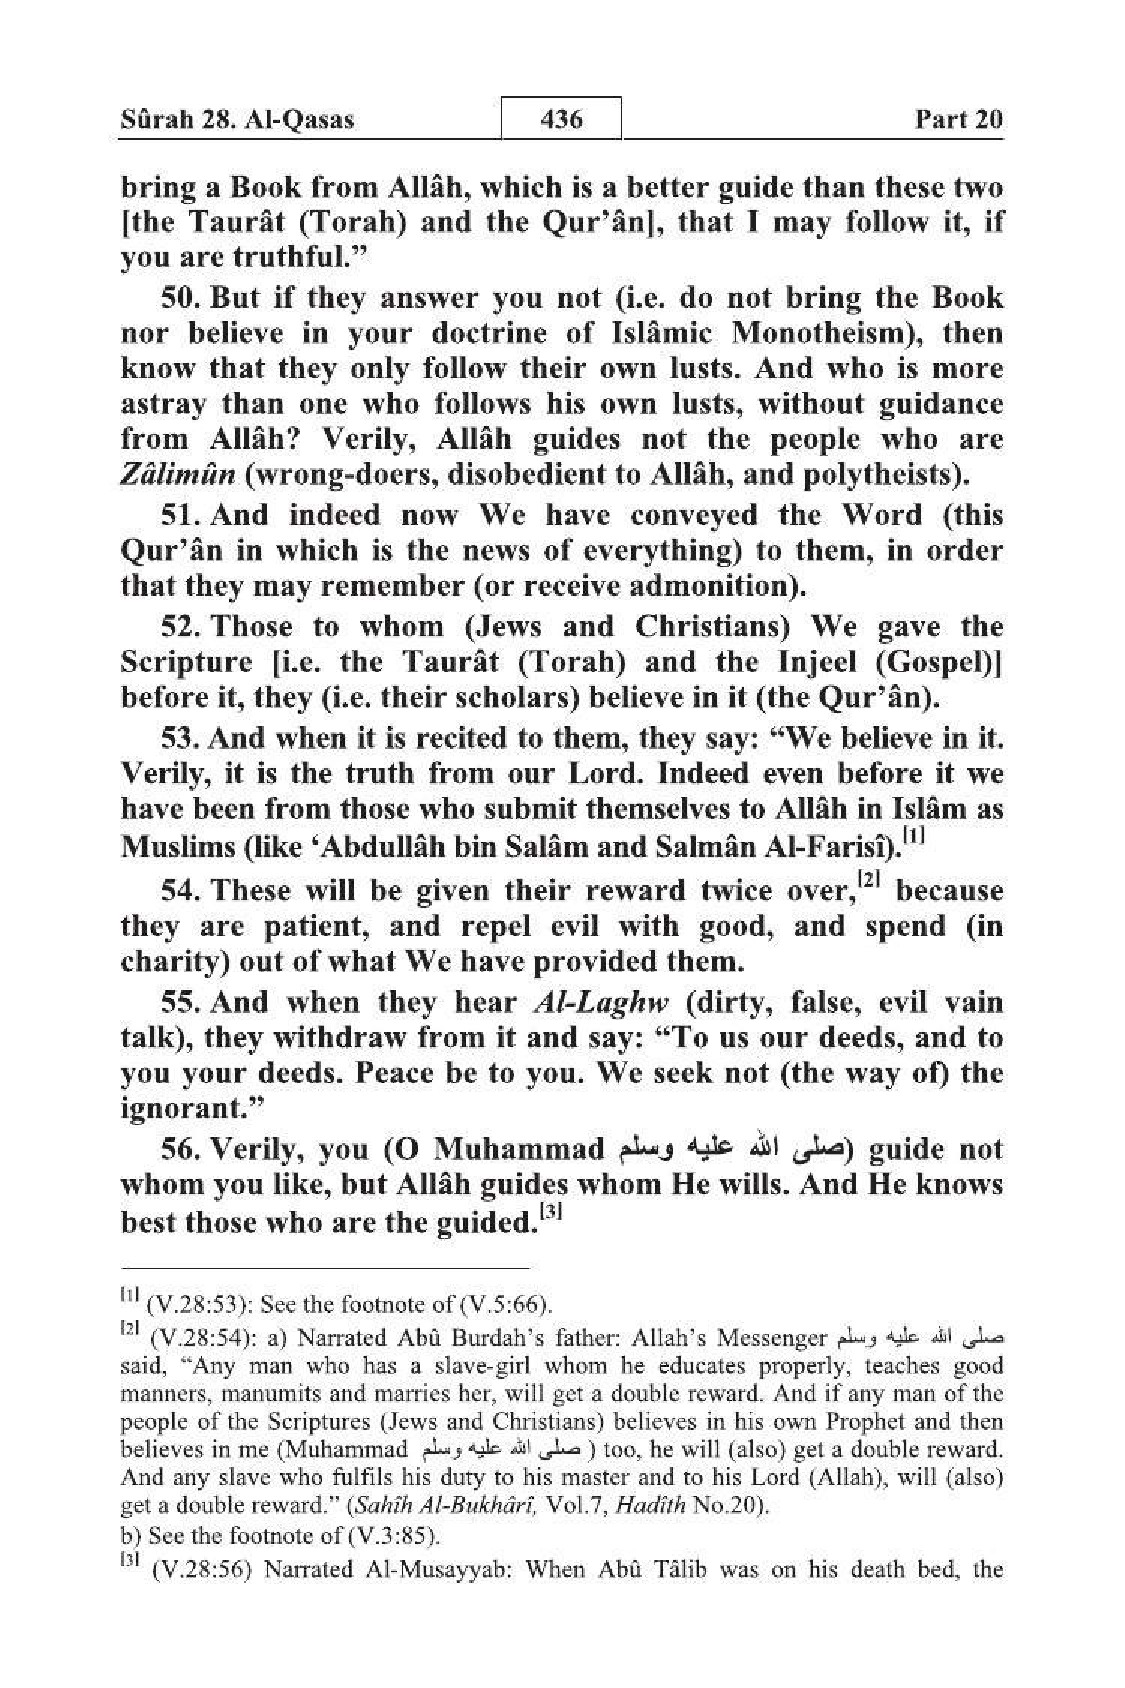 Sûrah 28. Al-Qasas 436 Part 20
bring a Book from Allâh, which is a better guide than these two
[the Taurât (Torah) and the Qur’ân], that I may follow it, if
you are truthful.”
50. But if they answer you not (i.e. do not bring the Book
nor believe in your doctrine of Islâmic Monotheism), then
know that they only follow their own lusts. And who is more
astray than one who follows his own lusts, without guidance
from Allâh? Verily, Allâh guides not the people who are
Zâlimûn (wrong-doers, disobedient to Allâh, and polytheists).
51. And indeed now We have conveyed the Word (this
Qur’ân in which is the news of everything) to them, in order
that they may remember (or receive admonition).
52. Those to whom (Jews and Christians) We gave the
Scripture [i.e. the Taurât (Torah) and the Injeel (Gospel)]
before it, they (i.e. their scholars) believe in it (the Qur’ân).
53. And when it is recited to them, they say: “We believe in it.
Verily, it is the truth from our Lord. Indeed even before it we
have been from those who submit themselves to Allâh in Islâm as
Muslims (like ‘Abdullâh bin Salâm and Salmân Al-Farisî).[1]
54. These will be given their reward twice over,[2] because
they are patient, and repel evil with good, and spend (in
charity) out of what We have provided them.
55. And when they hear Al-Laghw (dirty, false, evil vain
talk), they withdraw from it and say: “To us our deeds, and to
you your deeds. Peace be to you. We seek not (the way of) the
ignorant.”
56. Verily, you (O Muhammad صلى الله عليه وسلم) guide not
whom you like, but Allâh guides whom He wills. And He knows
best those who are the guided.[3]
[1] (V.28:53): See the footnote of (V.5:66).
[2] (V.28:54): a) Narrated Abû Burdah’s father: Allah’s Messenger صلى الله عليه وسلم
said, “Any man who has a slave-girl whom he educates properly, teaches good
manners, manumits and marries her, will get a double reward. And if any man of the
people of the Scriptures (Jews and Christians) believes in his own Prophet and then
believes in me (Muhammad صلى الله عليه وسلم ) too, he will (also) get a double reward.
And any slave who fulfils his duty to his master and to his Lord (Allah), will (also)
get a double reward.” (Sahîh Al-Bukhârî, Vol.7, Hadîth No.20).
b) See the footnote of (V.3:85).
[3] (V.28:56) Narrated Al-Musayyab: When Abû Tâlib was on his death bed, the